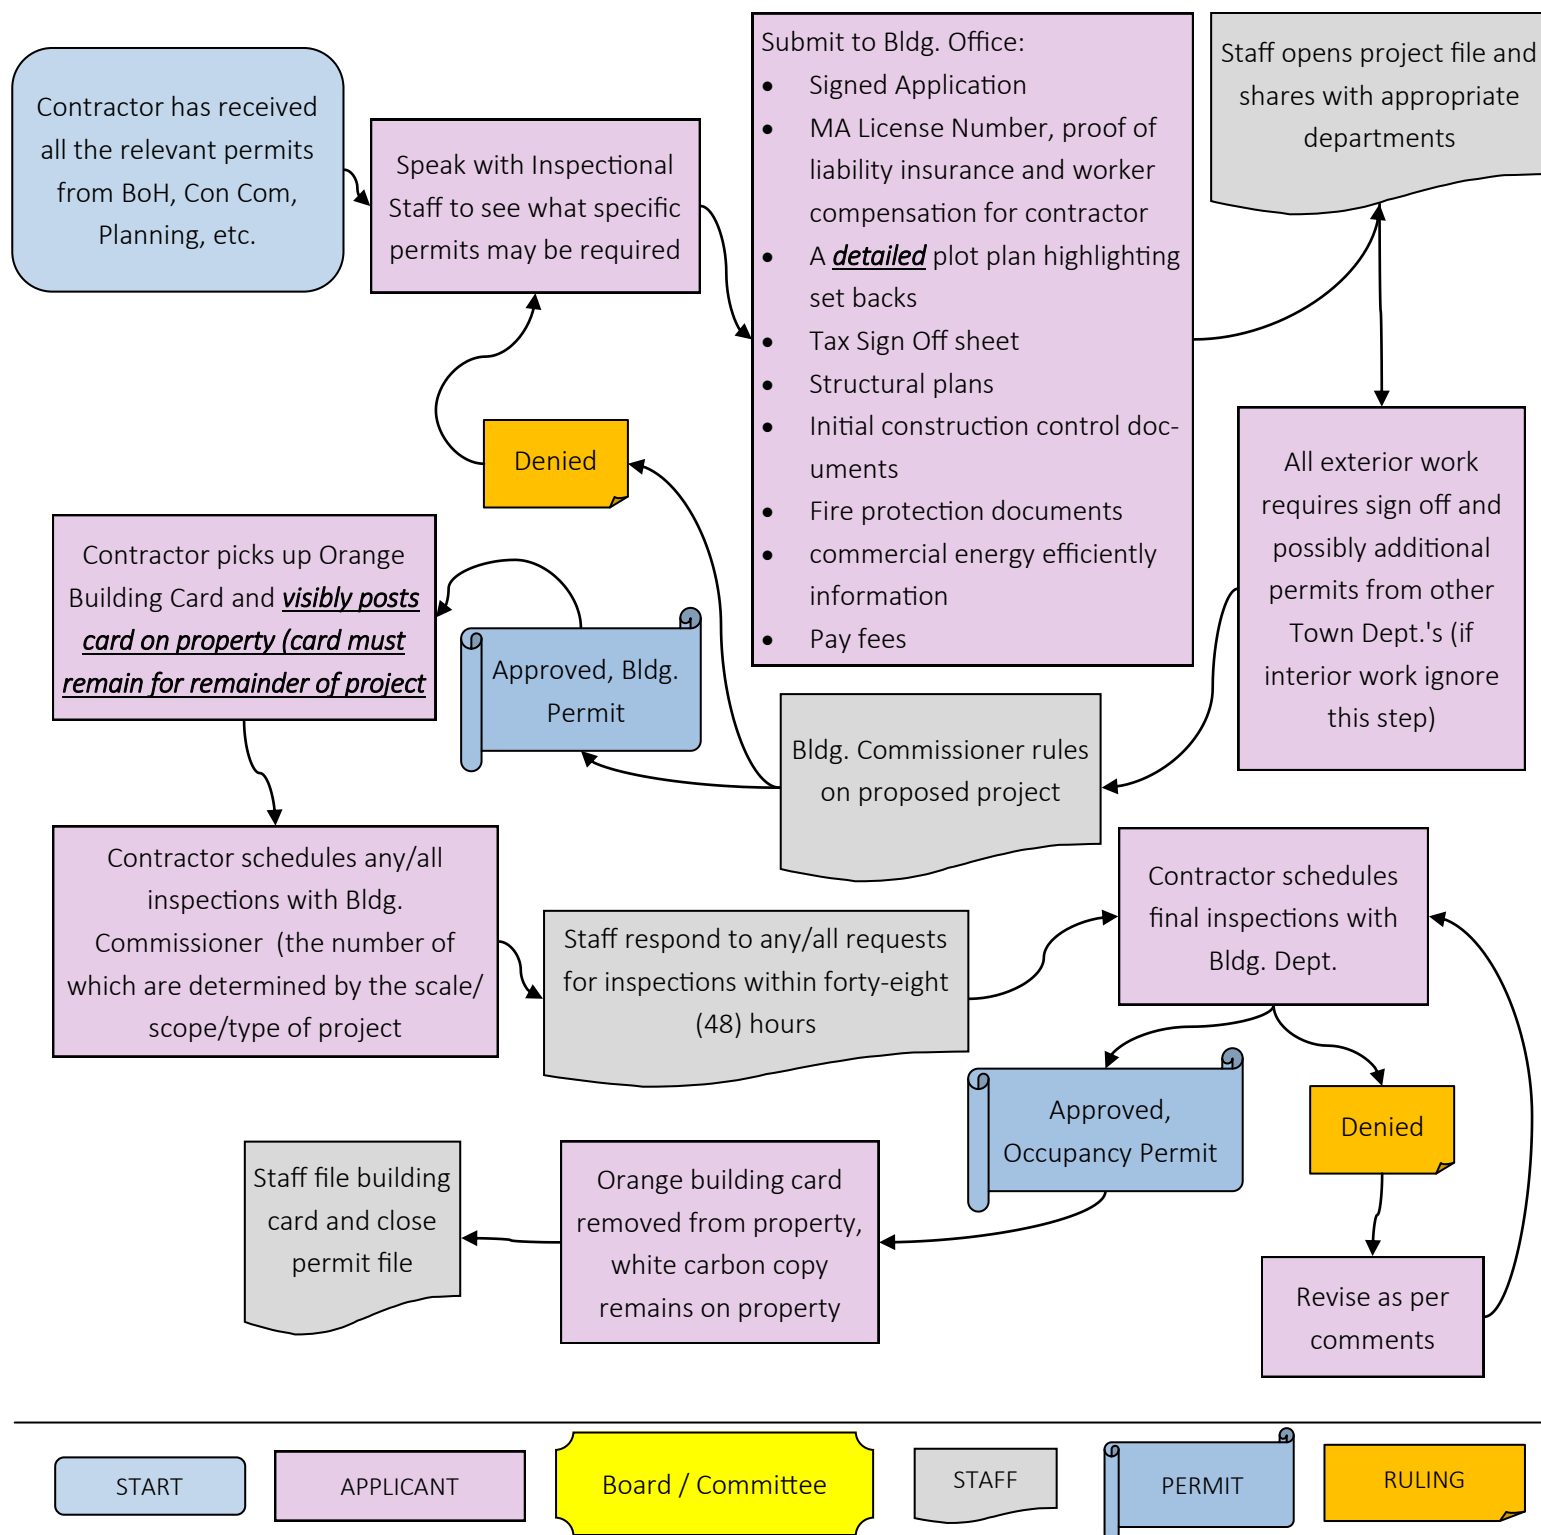 Contractor has received
all the relevant permits
from BoH, Con Com,
Planning, etc.
Speak with Inspectional
Staff to see what specific
permits may be required
Submit to Bldg. Office:
• Signed Application
• MA License Number, proof of
liability insurance and worker
compensation for contractor
• A detailed plot plan highlighting
set backs
• Tax Sign Off sheet
• Structural plans
• Initial construction control doc-
uments
• Fire protection documents
• commercial energy efficiently
information
• Pay fees
Staff opens project file and
shares with appropriate
departments
All exterior work
requires sign off and
possibly additional
permits from other
Town Dept.'s (if
interior work ignore
this step)
Bldg. Commissioner rules
on proposed project
Denied
Approved, Bldg.
Permit
Contractor picks up Orange
Building Card and visibly posts
card on property (card must
remain for remainder of project
Contractor schedules any/all
inspections with Bldg.
Commissioner (the number of
which are determined by the scale/
scope/type of project
Staff respond to any/all requests
for inspections within forty-eight
(48) hours
Contractor schedules
final inspections with
Bldg. Dept.
Approved,
Occupancy Permit
Denied
Revise as per
comments
Orange building card
removed from property,
white carbon copy
remains on property
Staff file building
card and close
permit file
START
APPLICANT
Board / Committee
STAFF
PERMIT
RULING